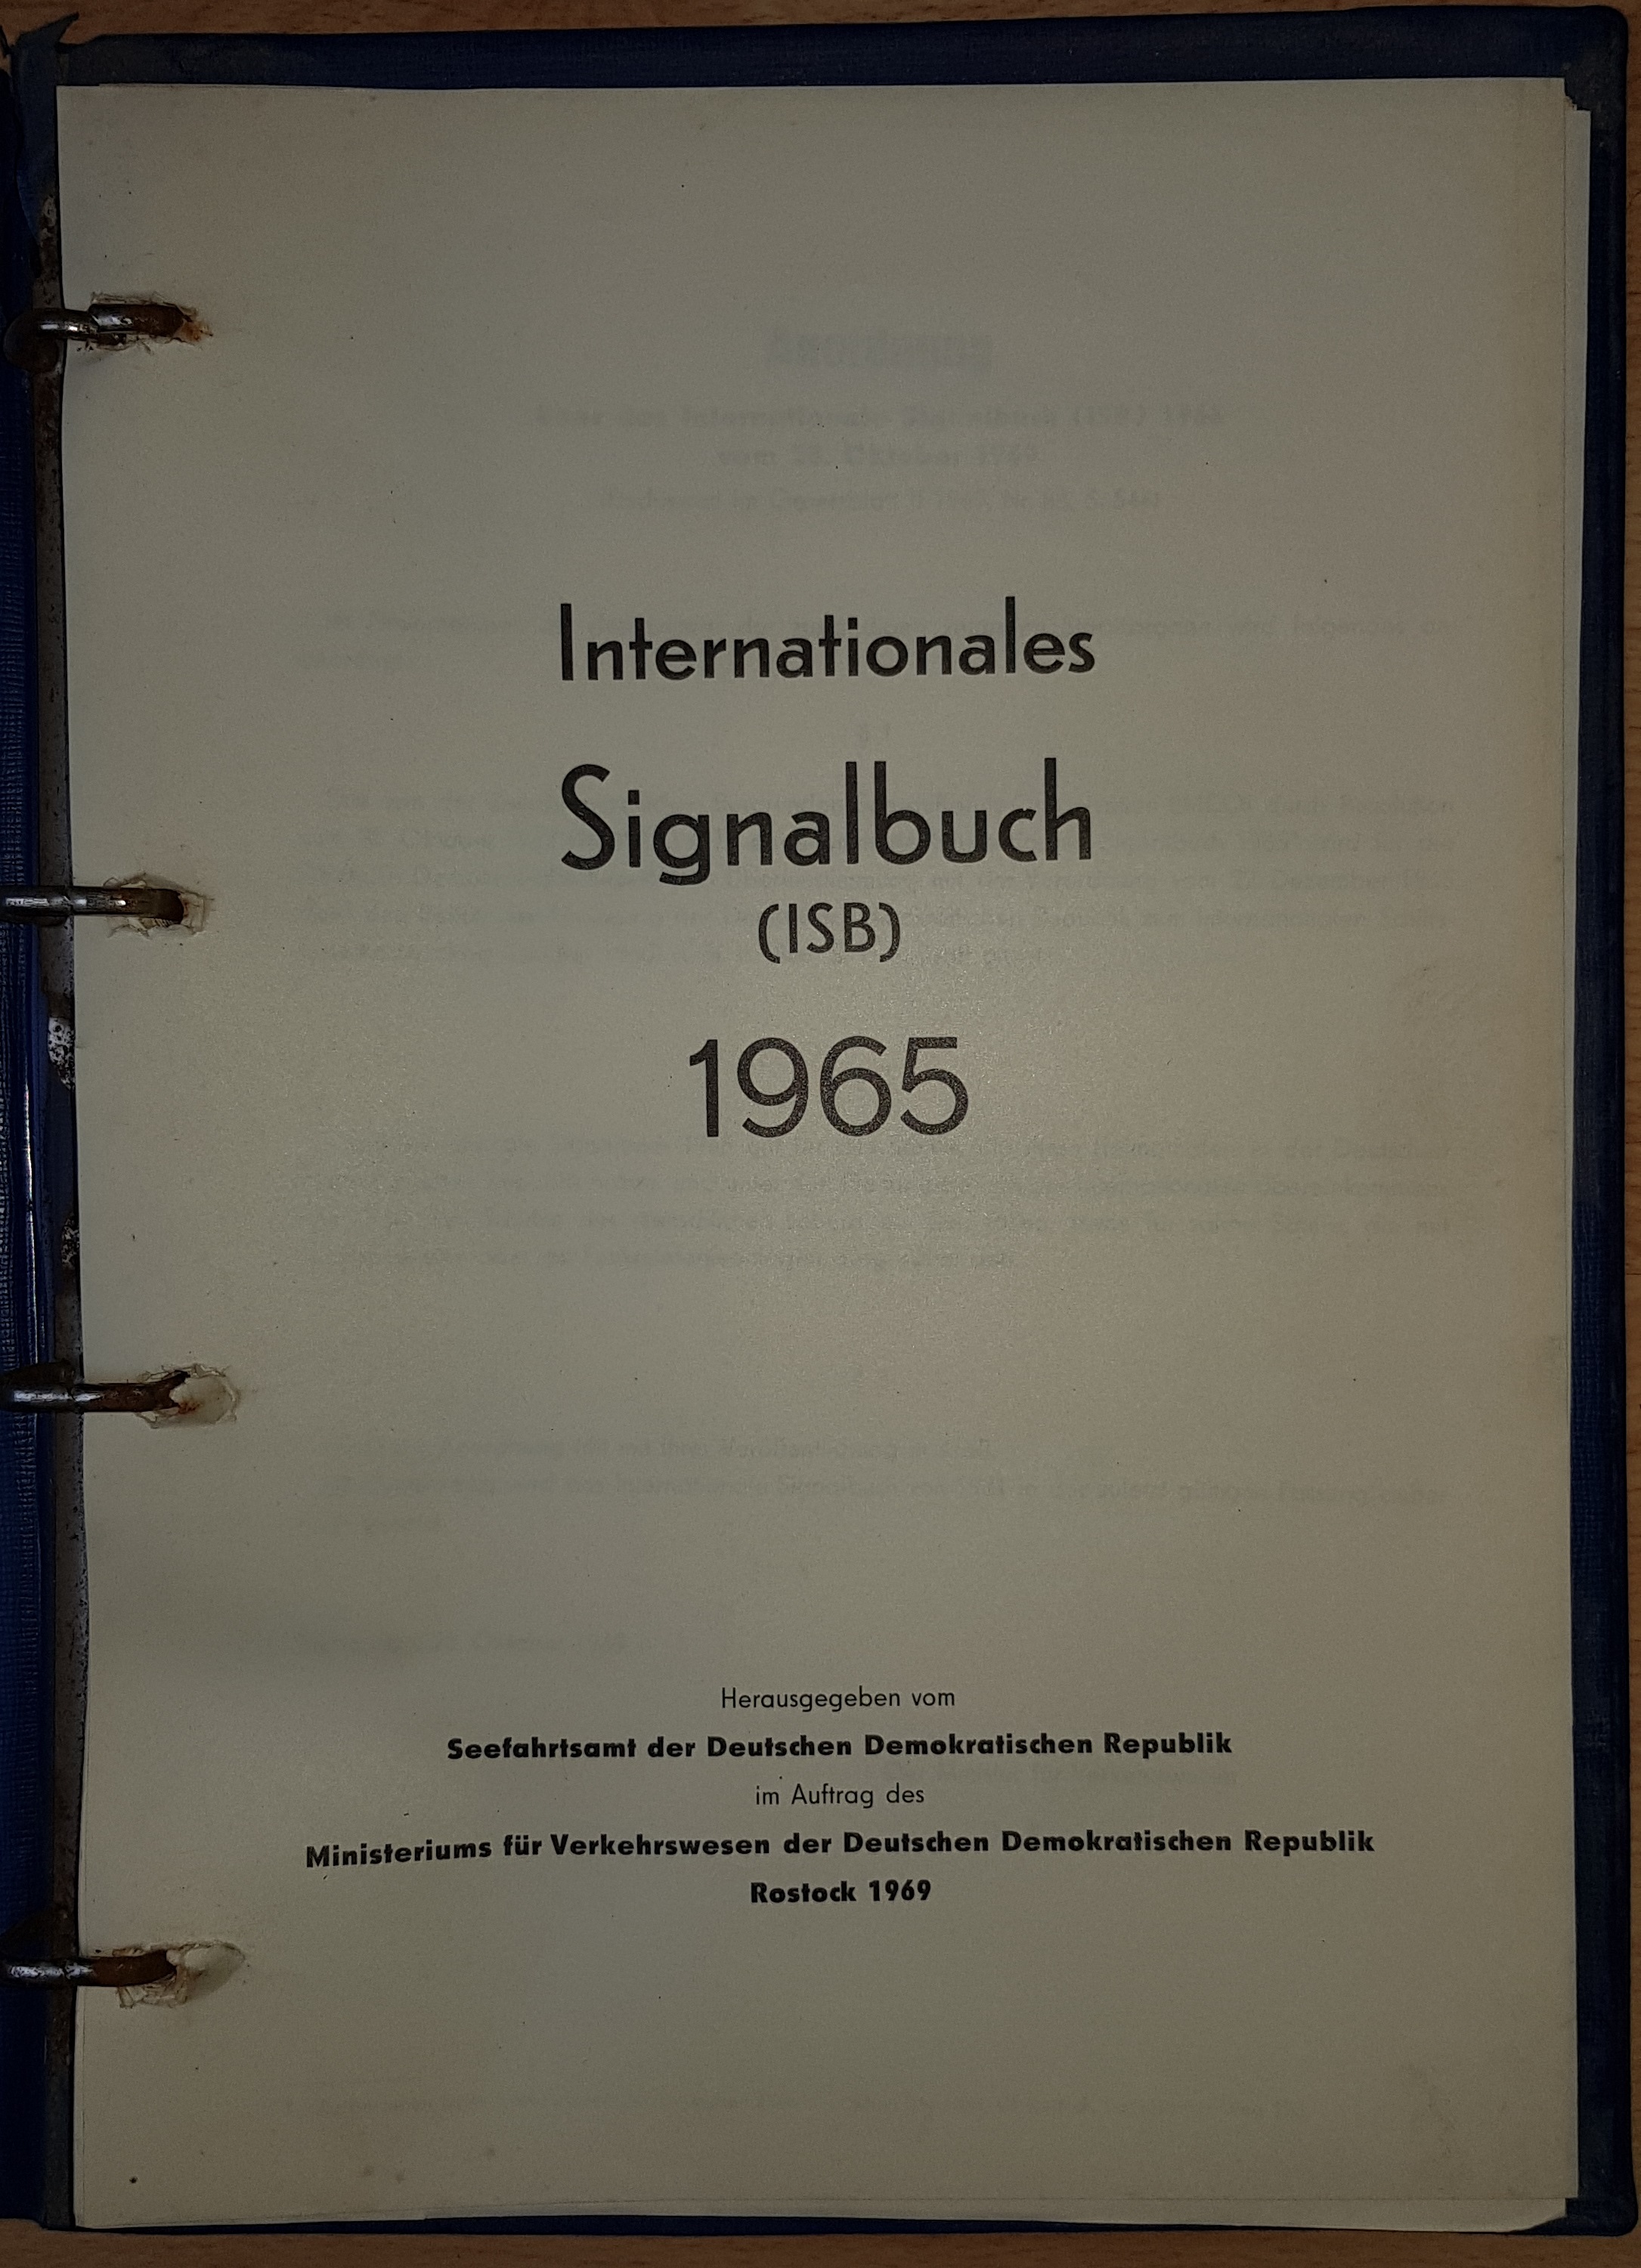 Internationales
Signalbuch
(ISB)
1965
Herausgegeben vom
Seefahrtsamt der Deutschen Demokratischen Republik
im Auftrag des
Ministeriums für Verkehrswesen der Deutschen Demokratischen Republik
Rostock 1969